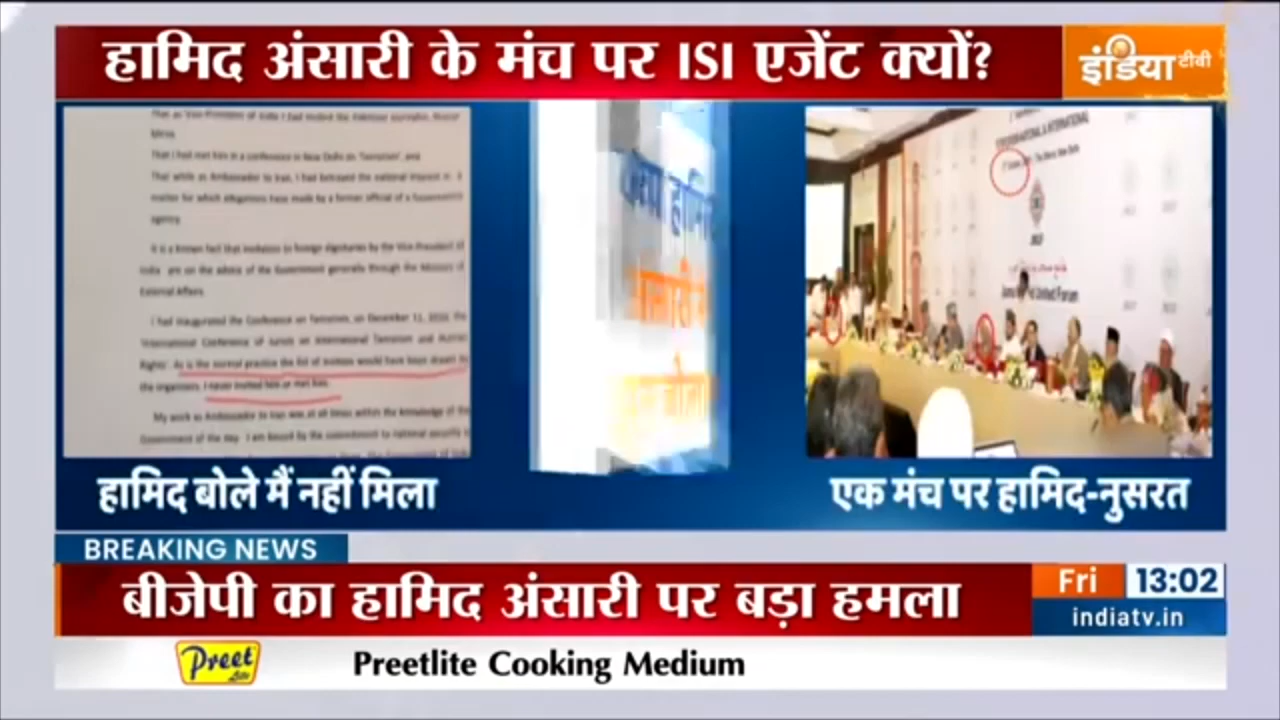 हामिद अंसारी के मंच पर ISI एजेंट क्यों?
इंडिया टीवी
That as Vice-President of India I had invited the Pakistani journalist, Nusrat
Mirza.
That I had met him in a conference in New Delhi on 'Terrorism', and
That while as Ambassador to Iran, I had betrayed the national interest in a
matter for which allegations have made by a former official of a Government
agency.
It is a known fact that invitation to foreign dignitaries by the Vice President of
India are on the advice of the Government generally through the Ministry of
External Affairs.
I had inaugurated the Conference on Terrorism, on December 11, 2010, the
'International Conference of Jurists on International Terrorism and Human
Rights'. As is the normal practice the list of invitees would have been drawn by
the organisers. I never invited him or met him.
My work as Ambassador to Iran was at all times within the knowledge of the
Government of the day. I am bound by the commitment to national security in
हामिद बोले मैं नहीं मिला
United Forum
एक मंच पर हामिद-नुसरत
BREAKING NEWS
बीजेपी का हामिद अंसारी पर बड़ा हमला
Fri 13:02
indiatv.in
Preet Lite
Preetlite Cooking Medium